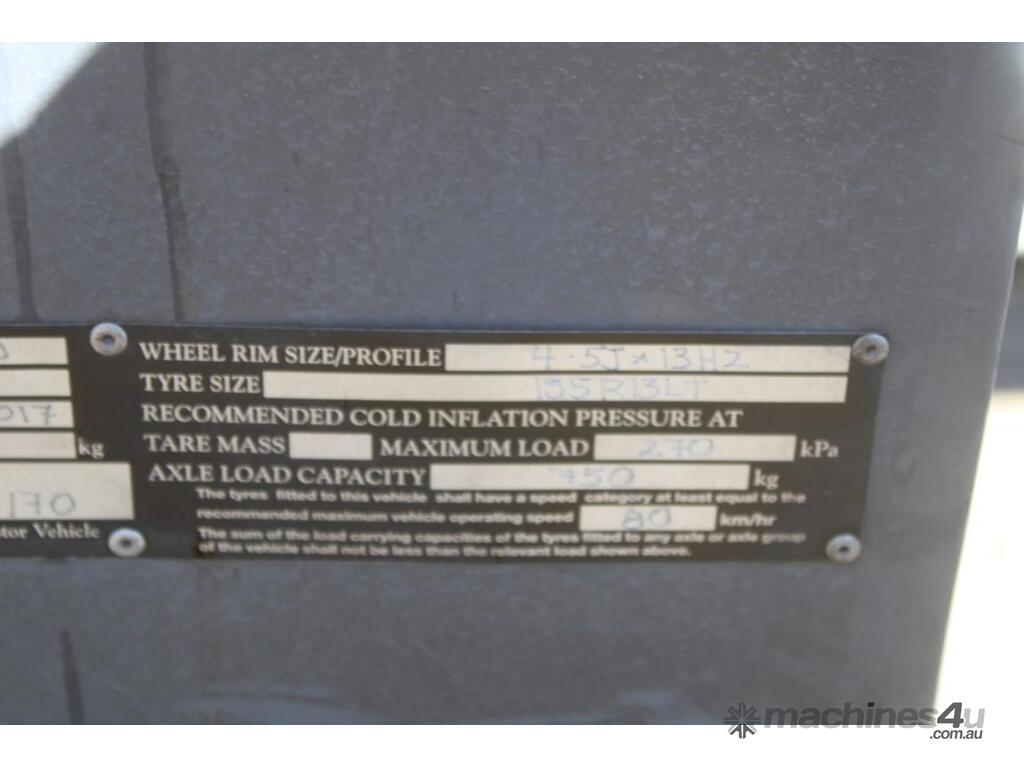 WHEEL RIM SIZE/PROFILE 4.5J x 13H2
TYRE SIZE 155R13LT
017 RECOMMENDED COLD INFLATION PRESSURE AT
kg TARE MASS MAXIMUM LOAD 270 kPa
AXLE LOAD CAPACITY 750 kg
The tyres fitted to this vehicle shall have a speed category at least equal to the
170 recommended maximum vehicle operating speed 80 km/hr
tor Vehicle The sum of the load carrying capacities of the tyres fitted to any axle or axle group
of the vehicle shall not be less than the relevant load shown above.
machines4u
.com.au